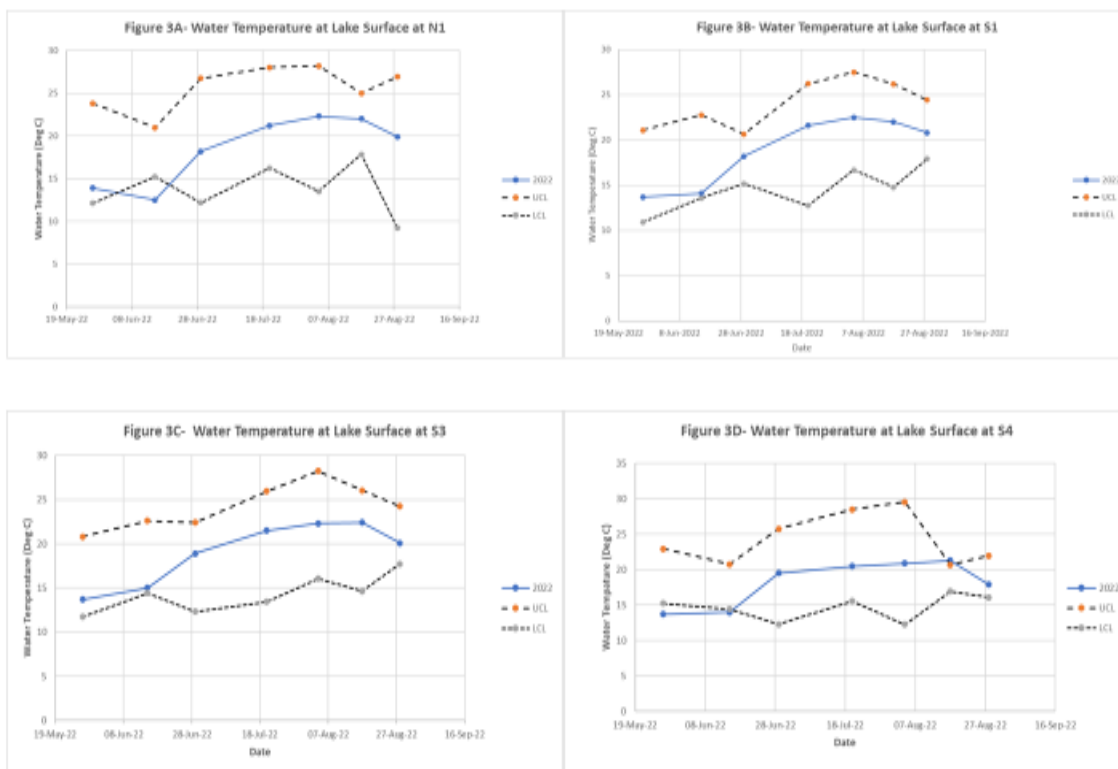 Figure 3A- Water Temperature at Lake Surface at N1
30
25
20
15
10
5
0
Water Temperature (Deg C)
19-May-22 08-Jun-22 28-Jun-22 18-Jul-22 07-Aug-22 27-Aug-22 16-Sep-22
2022
UCL
LCL
Figure 3B- Water Temperature at Lake Surface at S1
30
25
20
15
10
5
0
Water Temperature (Deg C)
19-May-2022 8-Jun-2022 28-Jun-2022 18-Jul-2022 7-Aug-2022 27-Aug-2022 16-Sep-2022
Date
2022
UCL
LCL
Figure 3C- Water Temperature at Lake Surface at S3
30
25
20
15
10
5
0
Water Temperature (Deg C)
19-May-22 08-Jun-22 28-Jun-22 18-Jul-22 07-Aug-22 27-Aug-22 16-Sep-22
Date
2022
UCL
LCL
Figure 3D- Water Temperature at Lake Surface at S4
35
30
25
20
15
10
5
0
Water Temperature (Deg C)
19-May-22 08-Jun-22 28-Jun-22 18-Jul-22 07-Aug-22 27-Aug-22 16-Sep-22
Date
2022
UCL
LCL